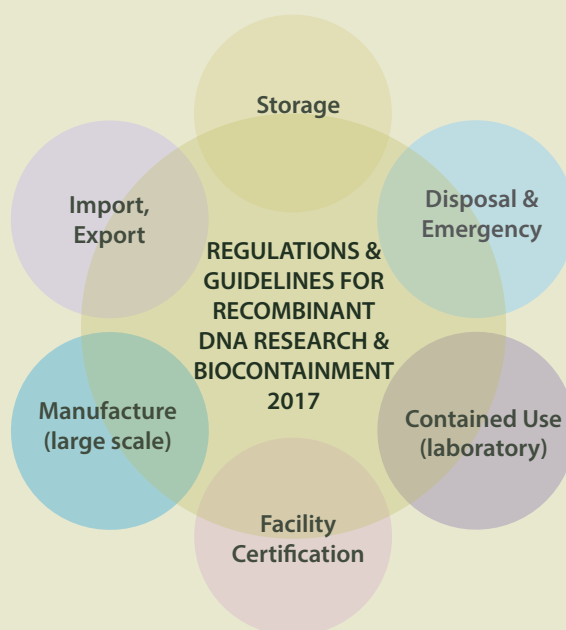 Storage
Import,
Export
Disposal &
Emergency
REGULATIONS &
GUIDELINES FOR
RECOMBINANT
DNA RESEARCH &
BIOCONTAINMENT
2017
Manufacture
(large scale)
Contained Use
(laboratory)
Facility
Certification